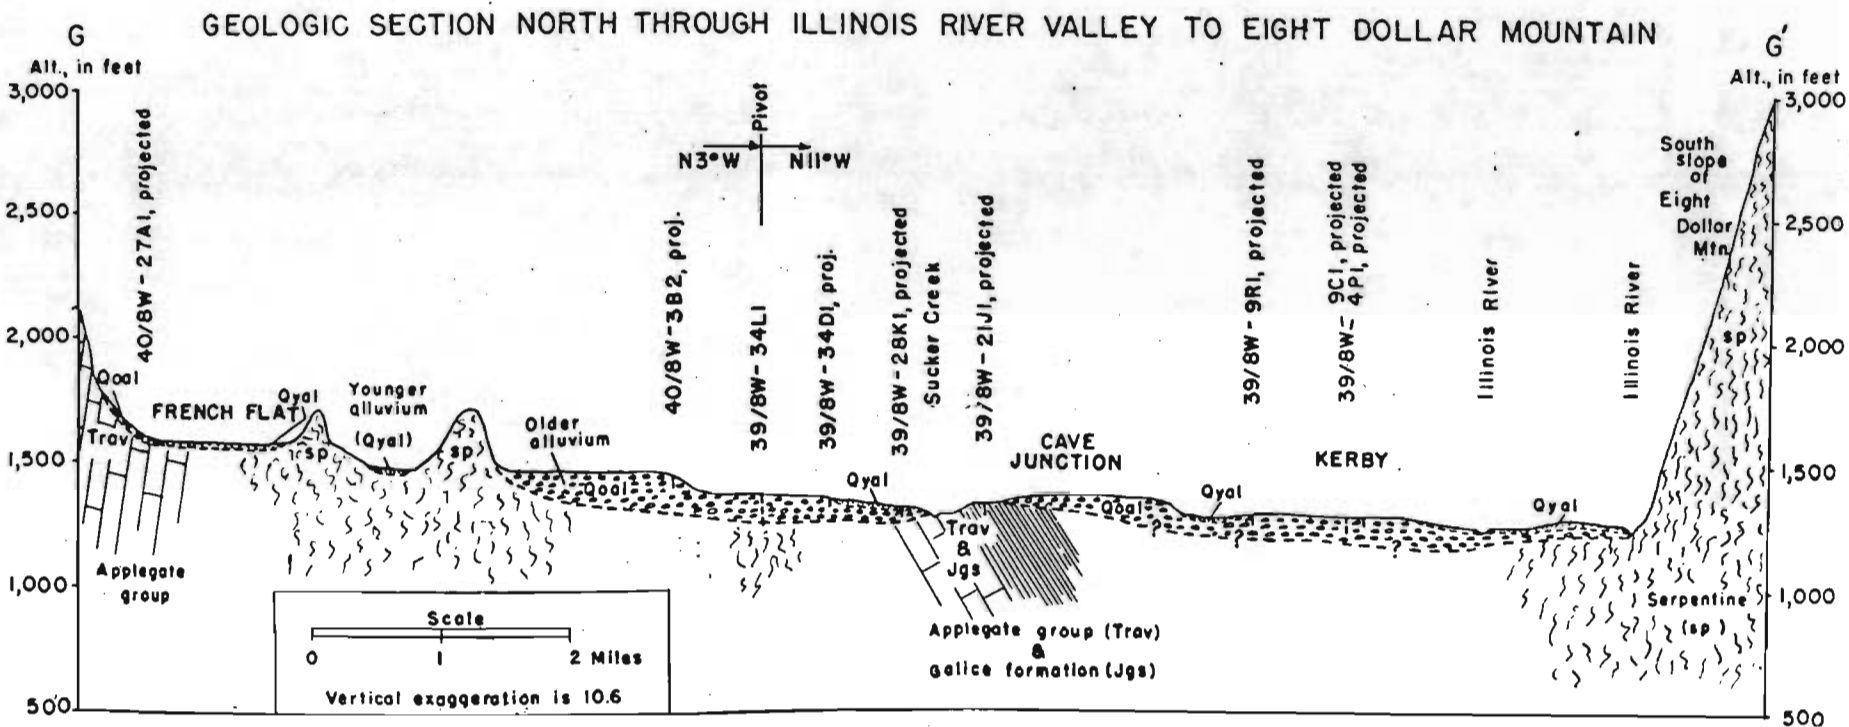 GEOLOGIC SECTION NORTH THROUGH ILLINOIS RIVER VALLEY TO EIGHT DOLLAR MOUNTAIN
G
G'
Alt., in feet
Alt., in feet
3,000
2,500
2,000
1,500
1,000
500
3,000
2,500
2,000
1,500
1,000
500
40/8W-27A1, projected
Qoal
Trav
Applegate
group
FRENCH FLAT
Qyal
sp
Younger
alluvium
(Qyal)
sp
Older
alluvium
Qoal
40/8W-3B2, proj.
Pivot
N3°W
N11°W
39/8W-34L1
39/8W-34D1, proj.
39/8W-28K1, projected
Qyal
Sucker Creek
39/8W-21J1, projected
Trav
&
Jgs
Applegate group (Trav)
&
Galice formation (Jgs)
CAVE
JUNCTION
Qoal
?
Qyal
?
39/8W-9R1, projected
39/8W-9C1, projected
4P1, projected
KERBY
?
Illinois River
Qyal
Illinois River
South
slope
of
Eight
Dollar
Mtn.
sp
Serpentine
(sp)
Scale
0 1 2 Miles
Vertical exaggeration is 10.6